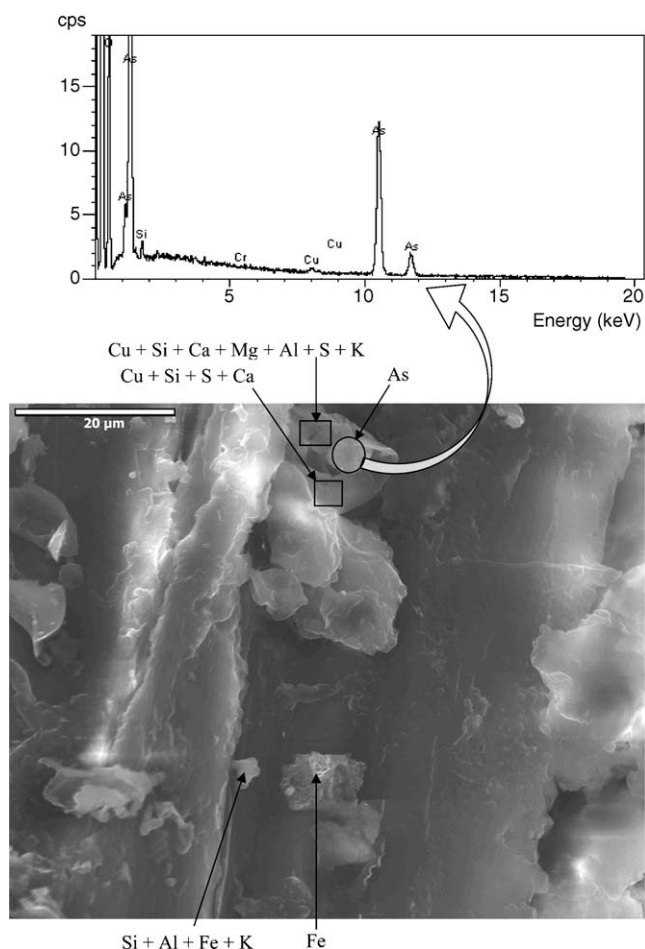 cps
15
10
5
0
O
As
As
Si
Cr
Cu
Cu
As
As
5
10
15
20
Energy (keV)
Cu + Si + Ca + Mg + Al + S + K
Cu + Si + S + Ca
As
20 µm
Si + Al + Fe + K
Fe